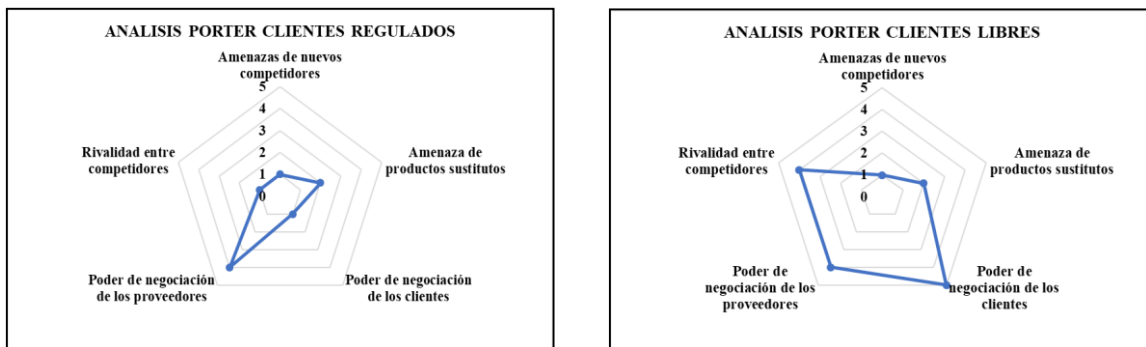 ANALISIS PORTER CLIENTES REGULADOS
Amenazas de nuevos
competidores
5
4
3
2
1
0
Amenaza de
productos sustitutos
Poder de negociación
de los clientes
Poder de negociación
de los proveedores
Rivalidad entre
competidores
ANALISIS PORTER CLIENTES LIBRES
Amenazas de nuevos
competidores
5
4
3
2
1
0
Amenaza de
productos sustitutos
Poder de
negociación de los
clientes
Poder de
negociación de los
proveedores
Rivalidad entre
competidores